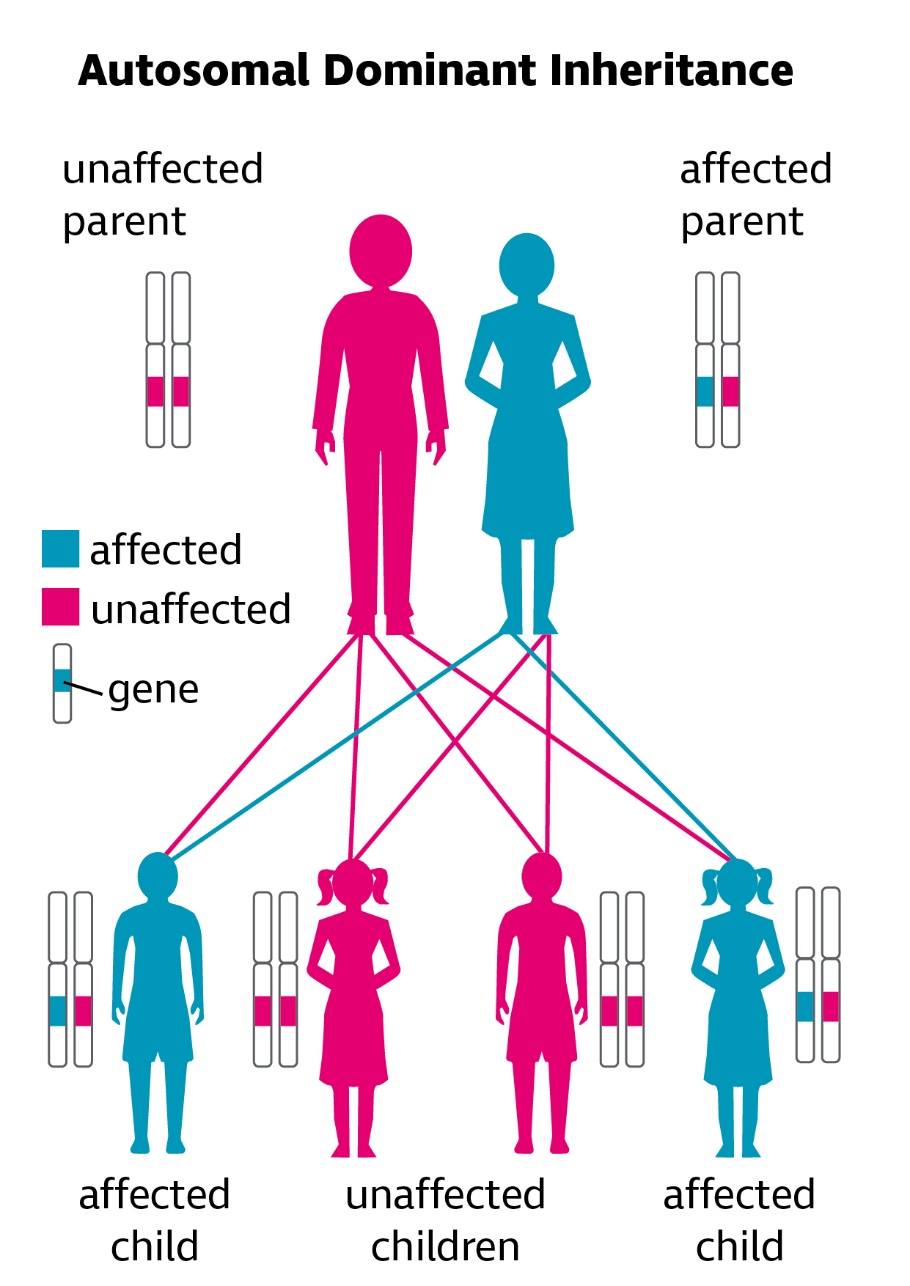 Autosomal Dominant Inheritance
unaffected
parent
affected
parent
affected
unaffected
gene
affected
child
unaffected
children
affected
child